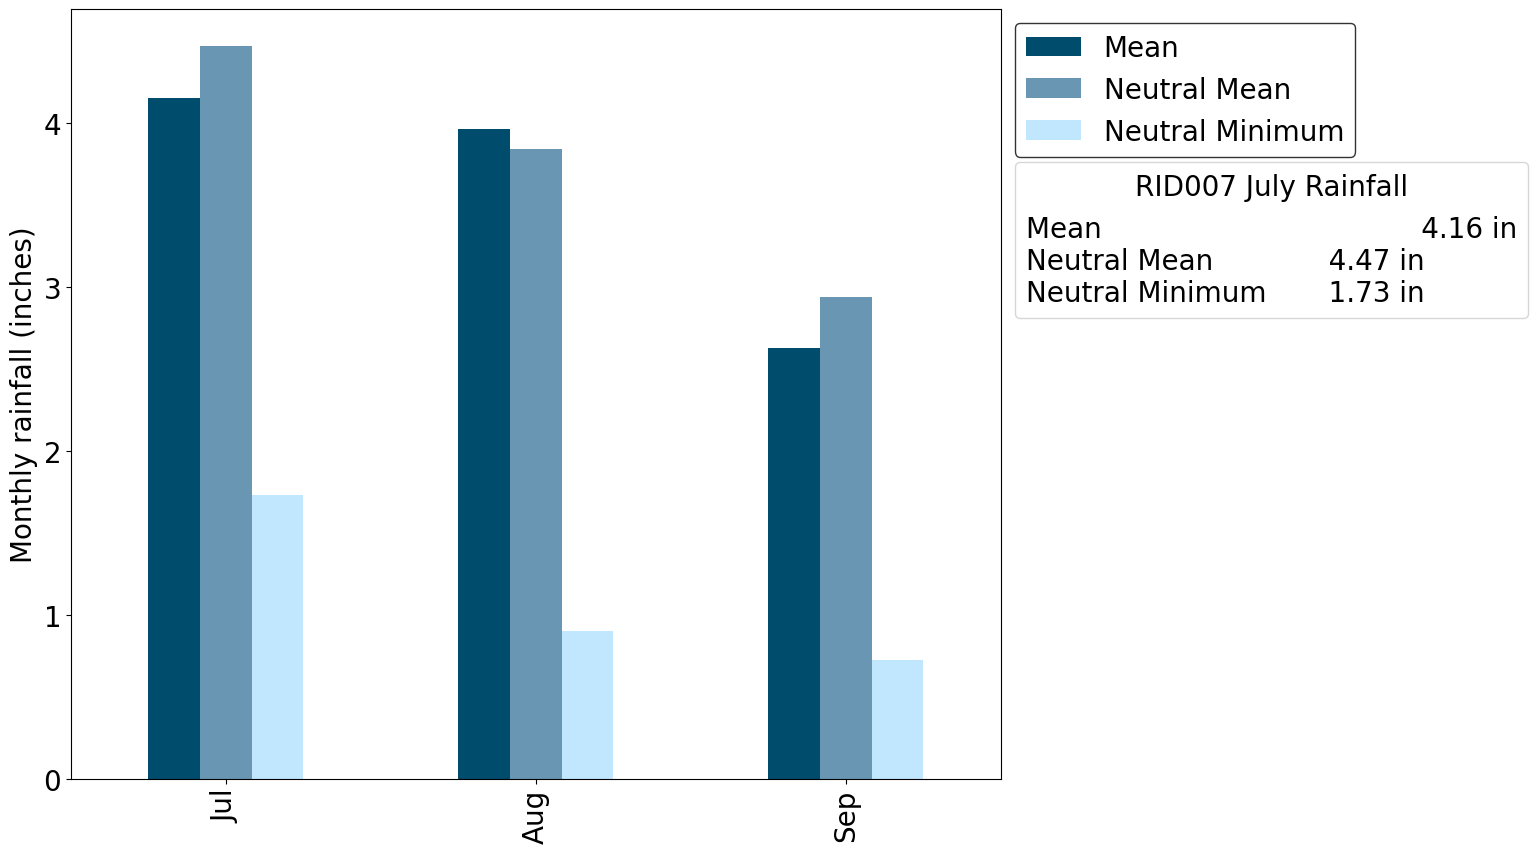 Monthly rainfall (inches)
4
3
2
1
0
Jul
Aug
Sep
Mean
Neutral Mean
Neutral Minimum
RID007 July Rainfall
Mean 4.16 in
Neutral Mean 4.47 in
Neutral Minimum 1.73 in